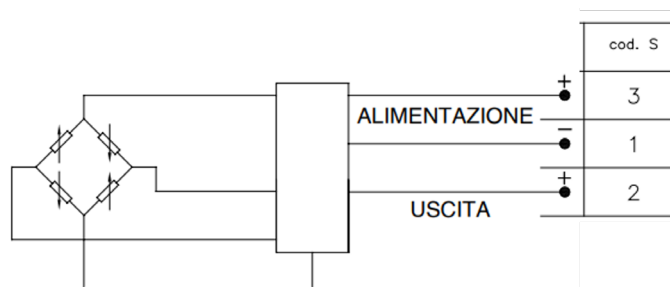 cod. S
+
3
ALIMENTAZIONE
−
1
+
2
USCITA